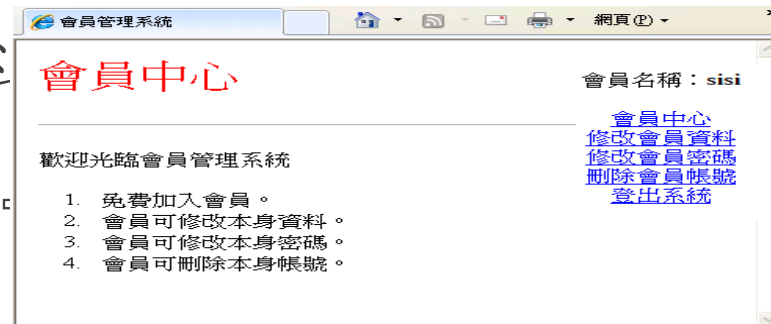 會員管理系統
網頁(P)
會員中心
會員名稱：sisi
會員中心
修改會員資料
修改會員密碼
刪除會員帳號
登出系統
歡迎光臨會員管理系統
1. 免費加入會員。
2. 會員可修改本身資料。
3. 會員可修改本身密碼。
4. 會員可刪除本身帳號。